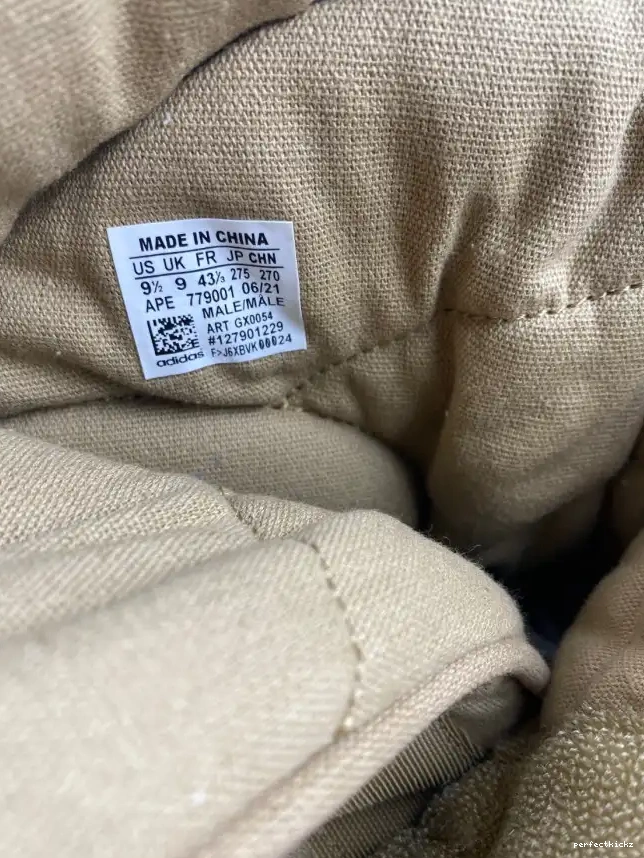 MADE IN CHINA
US UK FR JP CHN
9½ 9 43⅓ 275 270
APE 779001 06/21
MALE/MÂLE
ART GX0054
#127901229
adidas F>J6XBVK00024
perfectkickz